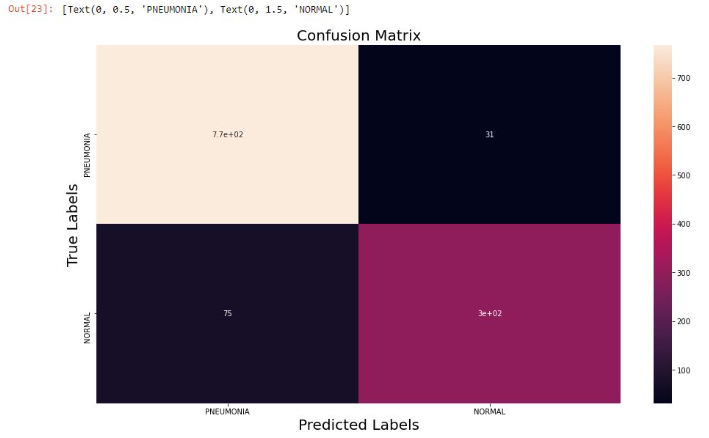 Out[23]: [Text(0, 0.5, 'PNEUMONIA'), Text(0, 1.5, 'NORMAL')]
Confusion Matrix
True Labels
PNEUMONIA
7.7e+02
31
NORMAL
75
3e+02
PNEUMONIA
NORMAL
Predicted Labels
700
600
500
400
300
200
100